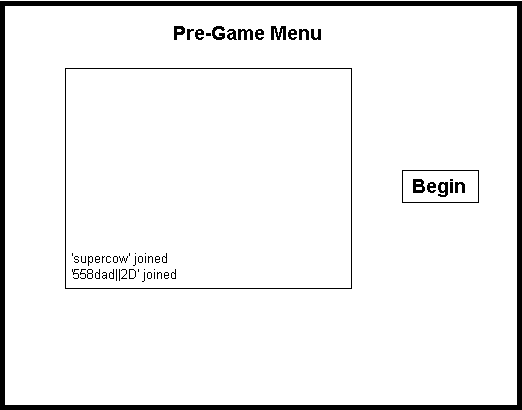 Pre-Game Menu
Begin
'supercow' joined
'558dad||2D' joined